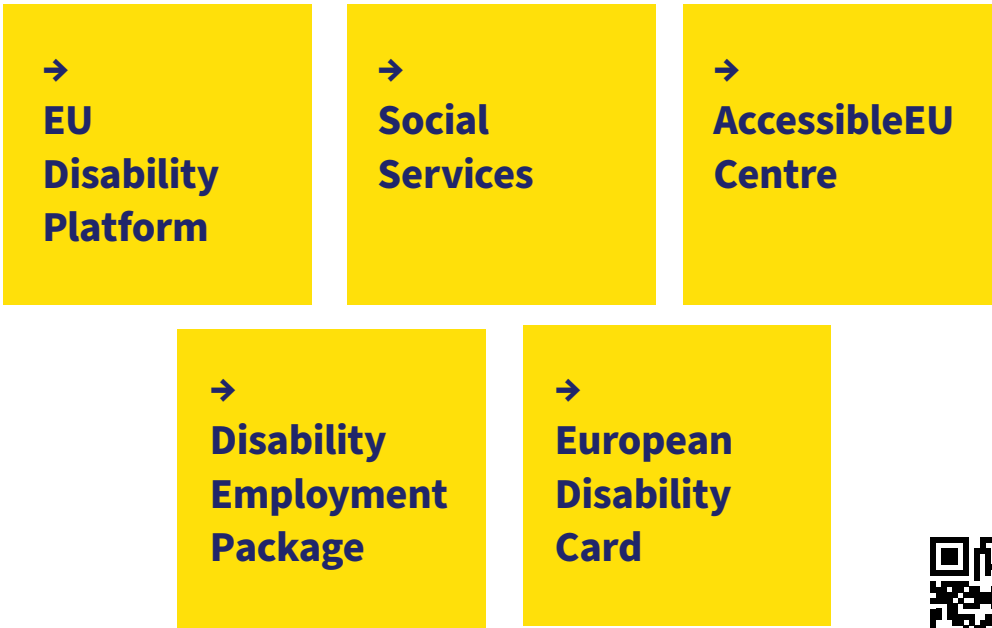 →
EU
Disability
Platform
→
Social
Services
→
AccessibleEU
Centre
→
Disability
Employment
Package
→
European
Disability
Card